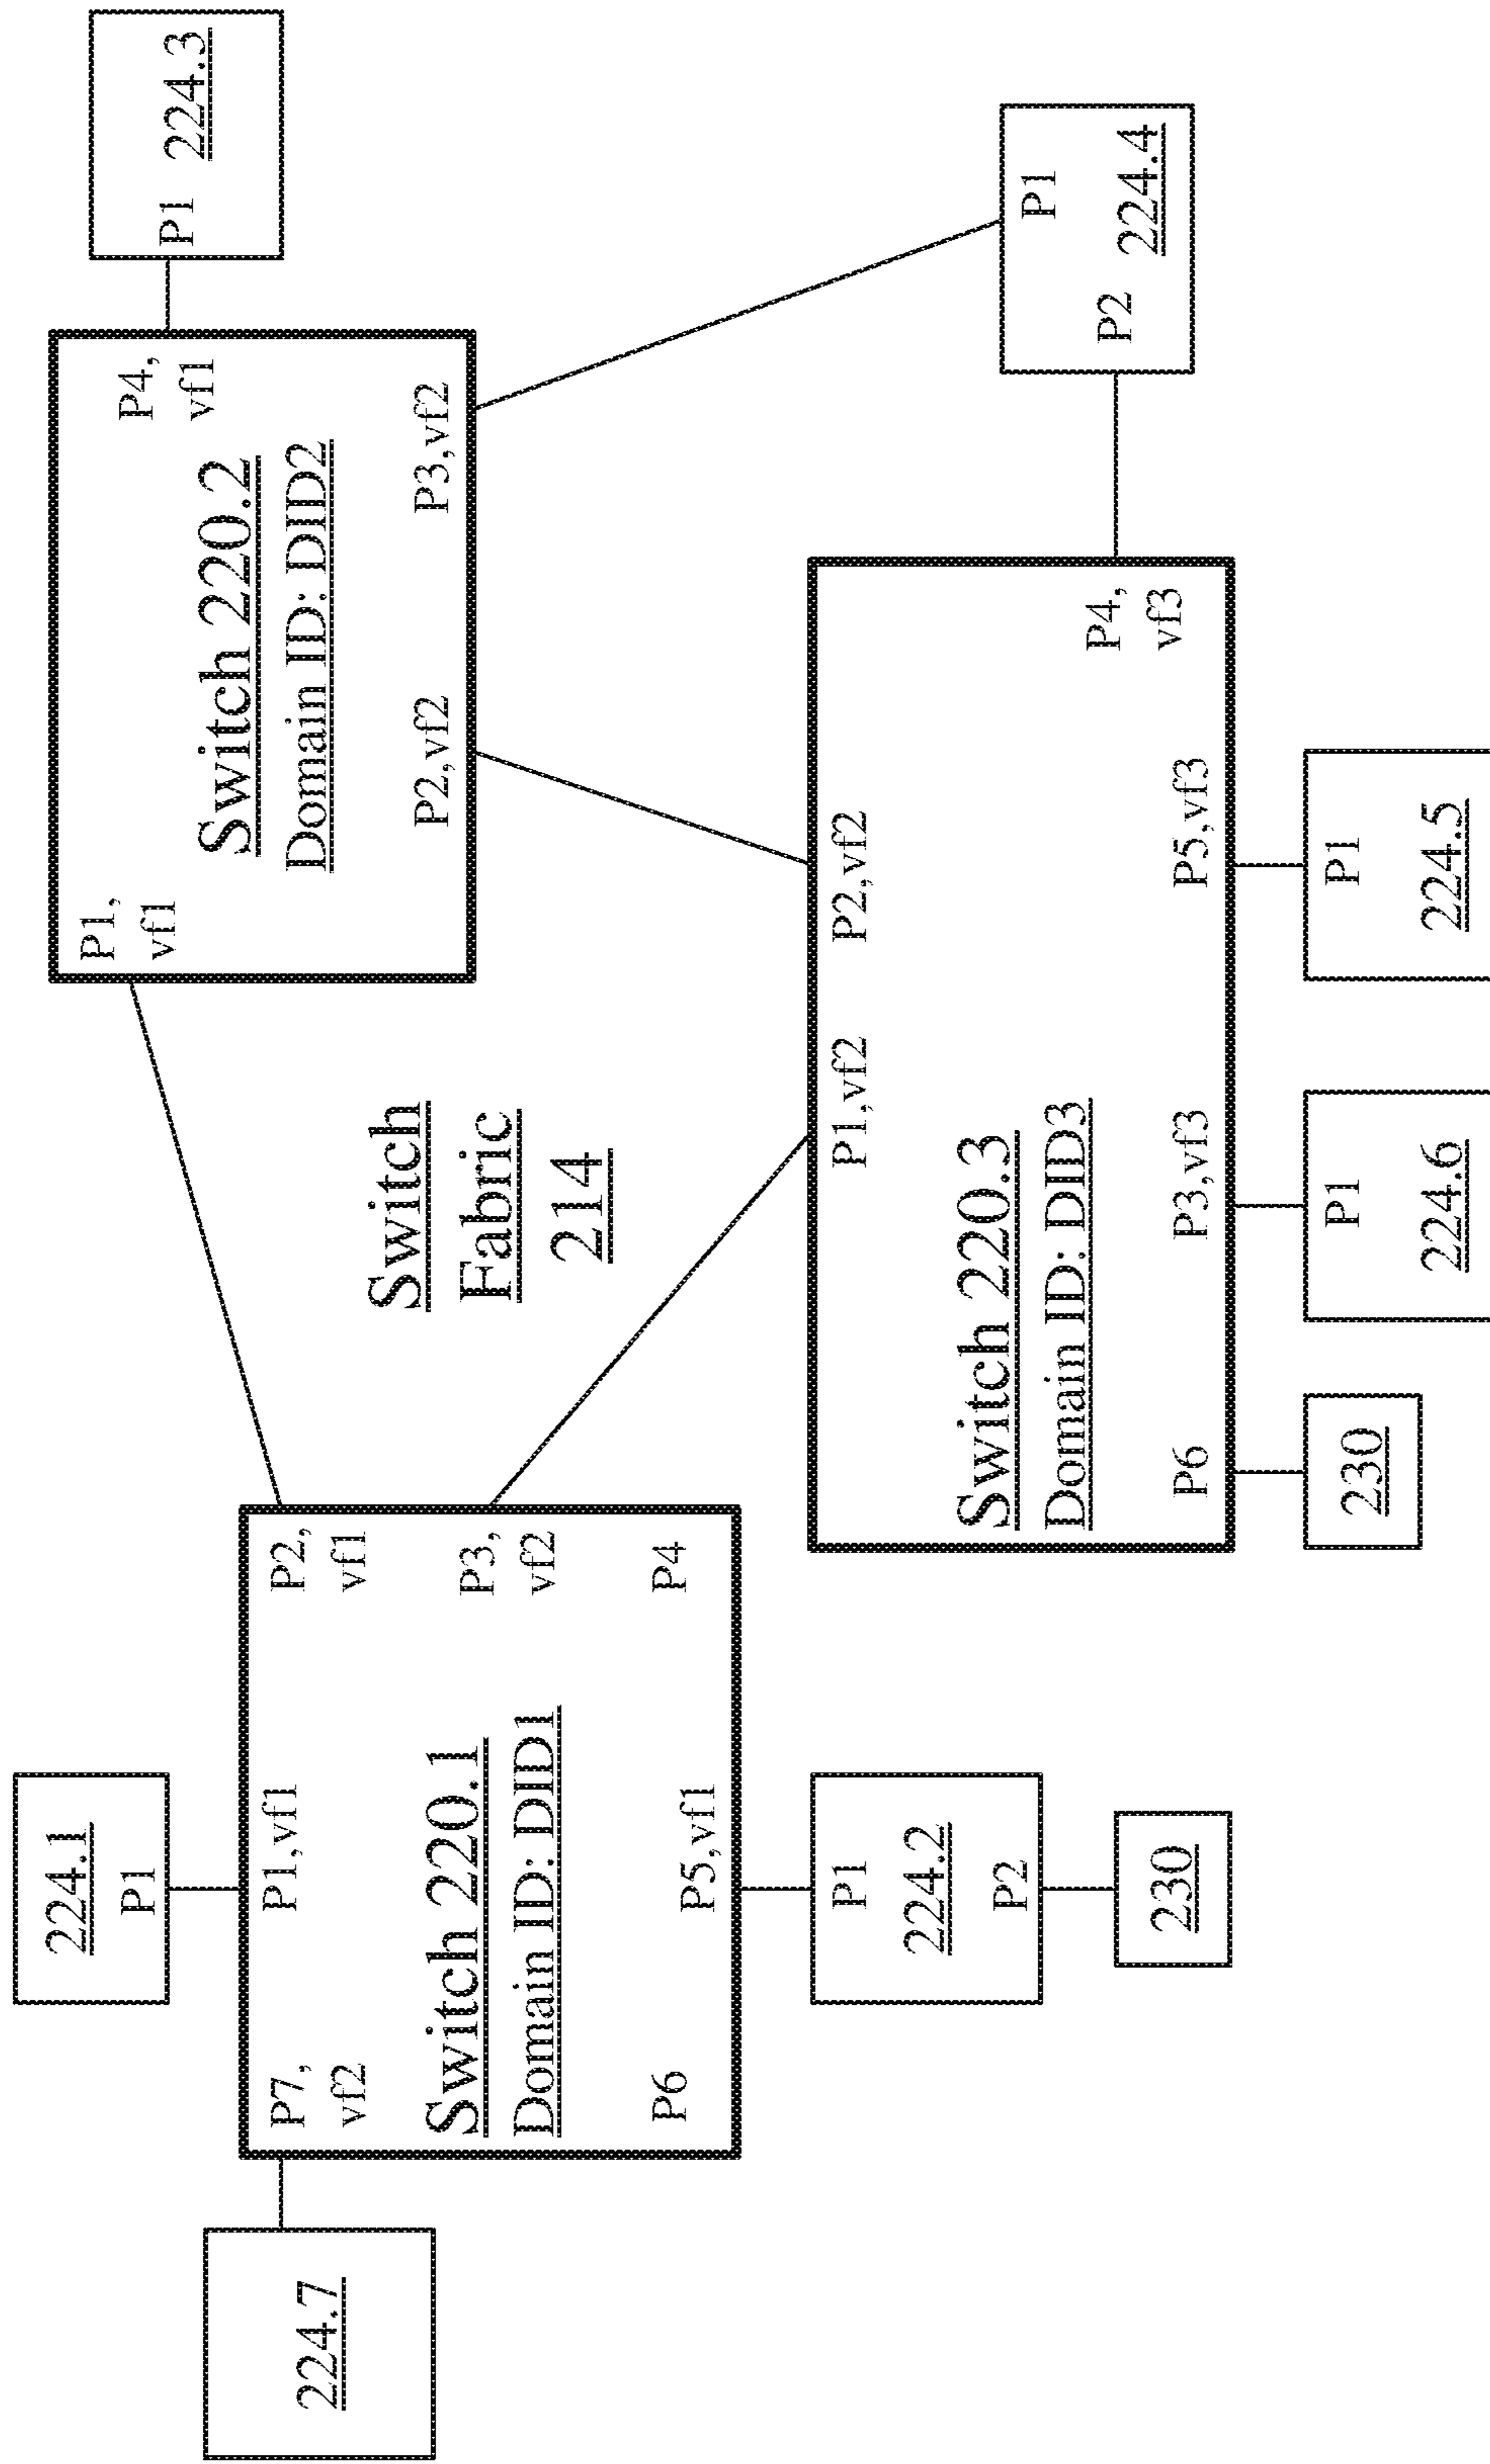 224.7
224.1
P1
P7,
vf2
P1,vf1
P2,
vf1
Switch 220.1
Domain ID: DID1
P3,
vf2
P6
P5,vf1
P4
P1
224.2
P2
230
Switch
Fabric
214
P1,
vf1
Switch 220.2
Domain ID: DID2
P4,
vf1
P2,vf2
P3,vf2
P1
224.3
P1,vf2
P2,vf2
Switch 220.3
Domain ID: DID3
P4,
vf3
P6
P3,vf3
P5,vf3
230
P1
224.6
P1
224.5
P1
P2
224.4